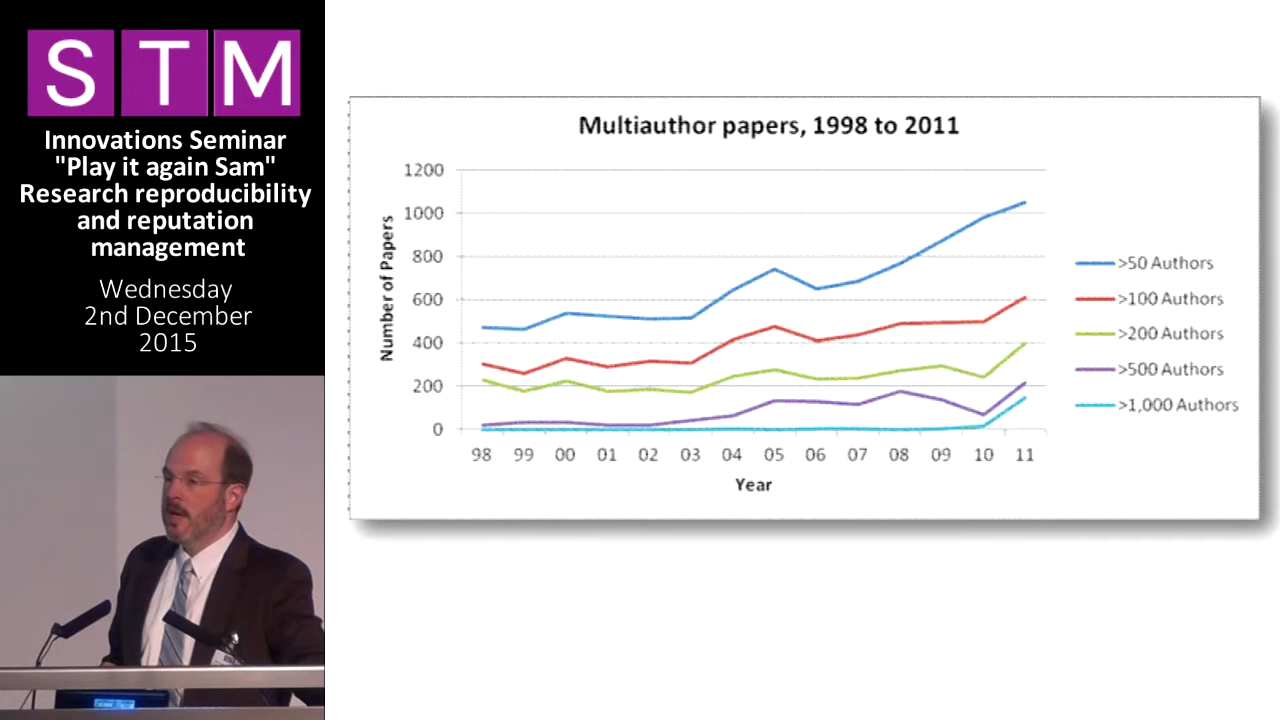 STM
Innovations Seminar
"Play it again Sam"
Research reproducibility
and reputation
management
Wednesday
2nd December
2015
Multiauthor papers, 1998 to 2011
Number of Papers
1200
1000
800
600
400
200
0
98 99 00 01 02 03 04 05 06 07 08 09 10 11
Year
>50 Authors
>100 Authors
>200 Authors
>500 Authors
>1,000 Authors